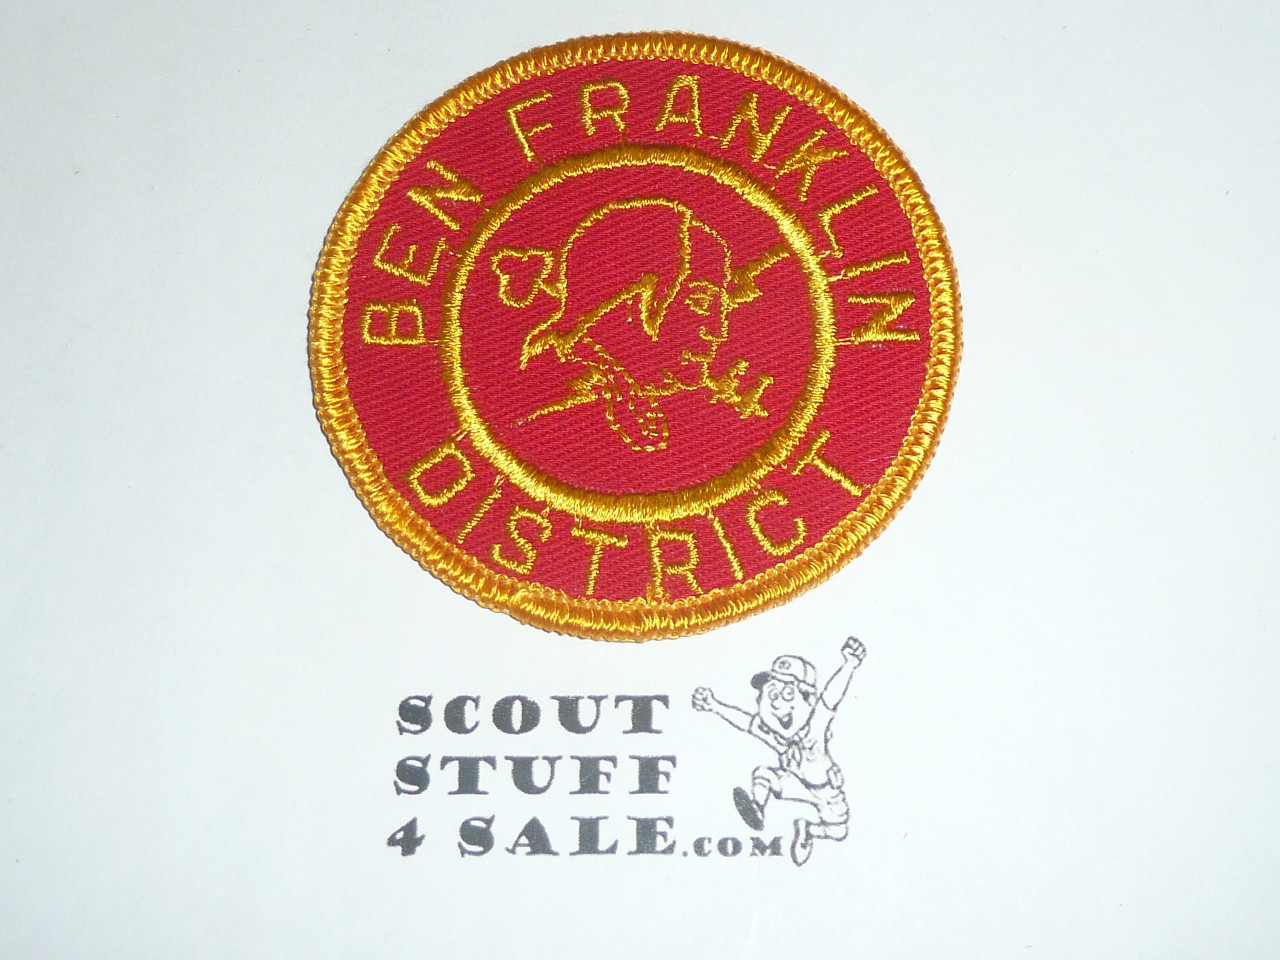 BEN FRANKLIN
DISTRICT
SCOUT
STUFF
4 SALE.COM